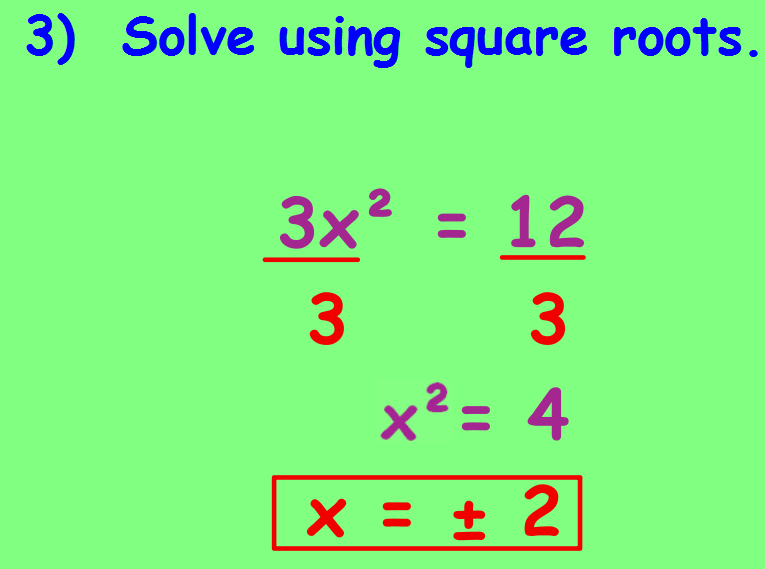 3) Solve using square roots.
3x² = 12
3 3
x² = 4
x = ± 2